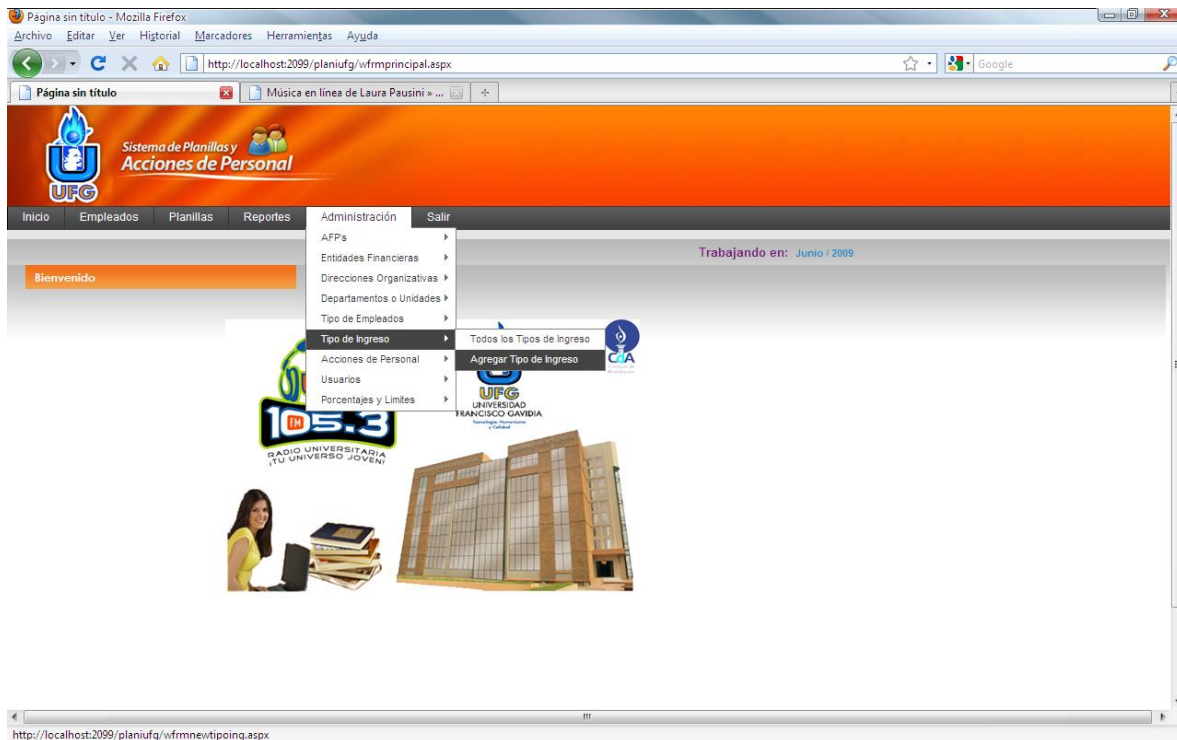 Página sin título - Mozilla Firefox
Archivo Editar Ver Historial Marcadores Herramientas Ayuda
http://localhost:2099/planiufg/wfrmprincipal.aspx
Google
Página sin título
Música en línea de Laura Pausini » ...
Sistema de Planillas y
Acciones de Personal
UFG
Inicio Empleados Planillas Reportes Administración Salir
AFP's
Trabajando en: Junio / 2009
Entidades Financieras
Bienvenido
Direcciones Organizativas
Departamentos o Unidades
Tipo de Empleados
Tipo de Ingreso
Todos los Tipos de Ingreso
Acciones de Personal
Agregar Tipo de Ingreso
CdA
Usuarios
Porcentajes y Limites
UFG
UNIVERSIDAD
FRANCISCO GAVIDIA
Tecnología, Humanismo
y Calidad
FM
105.3
RADIO UNIVERSITARIA
¡TU UNIVERSO JOVEN!
http://localhost:2099/planiufg/wfrmnewtipoing.aspx